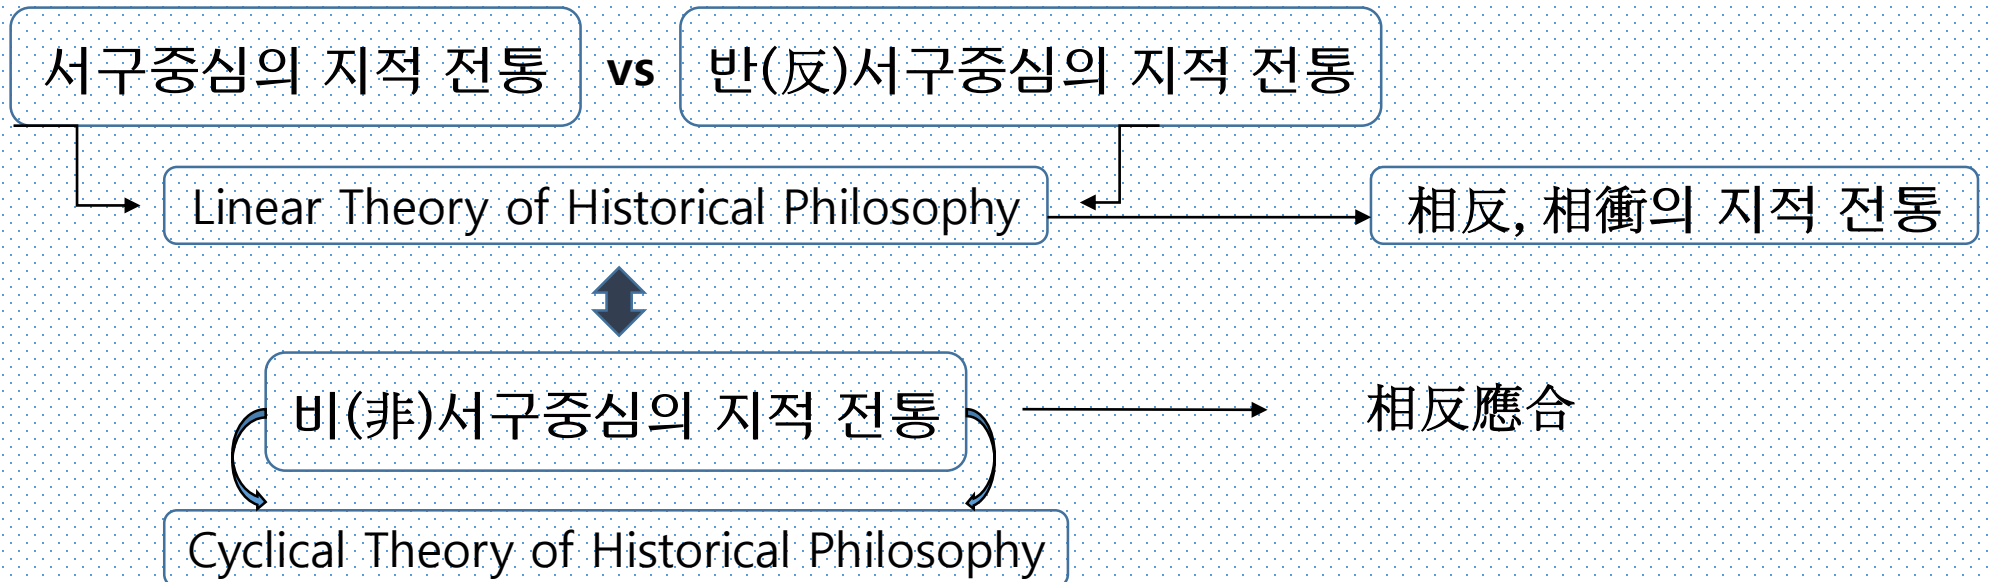 서구중심의 지적 전통 vs 반(反)서구중심의 지적 전통
Linear Theory of Historical Philosophy
相反, 相衝의 지적 전통
비(非)서구중심의 지적 전통
相反應合
Cyclical Theory of Historical Philosophy